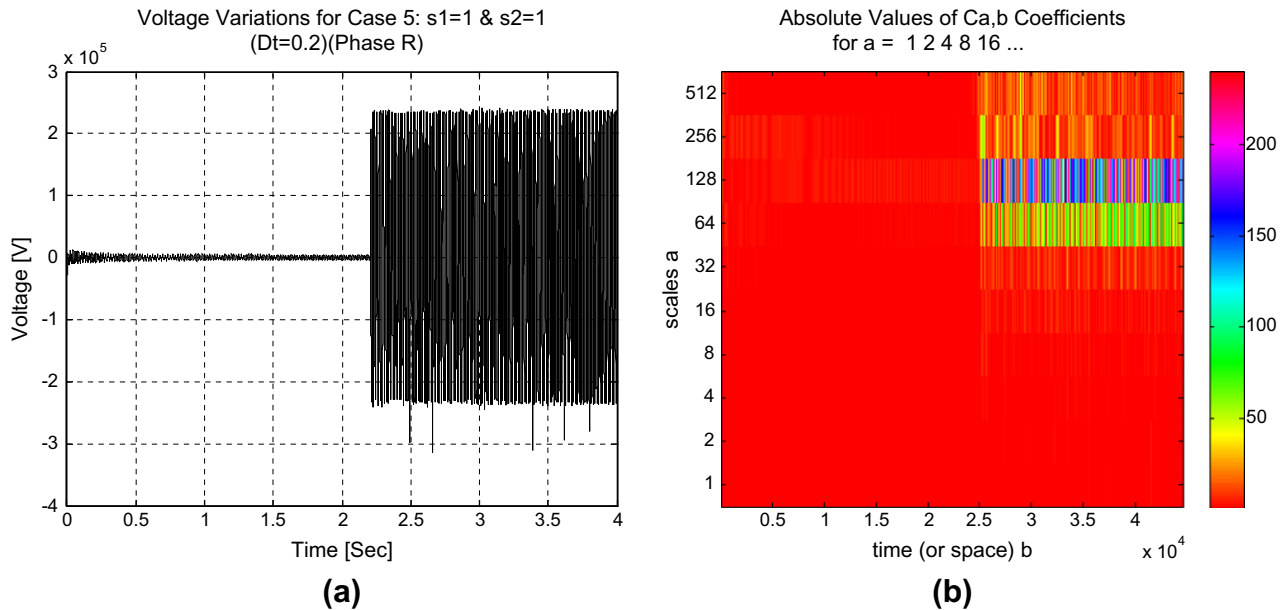 Voltage Variations for Case 5: s1=1 & s2=1
(Dt=0.2)(Phase R)
x 10^5
3
2
1
0
-1
-2
-3
-4
Voltage [V]
0 0.5 1 1.5 2 2.5 3 3.5 4
Time [Sec]
(a)
Absolute Values of Ca,b Coefficients
for a = 1 2 4 8 16 ...
512
256
128
64
32
16
8
4
2
1
scales a
0.5 1 1.5 2 2.5 3 3.5 4
time (or space) b
x 10^4
200
150
100
50
(b)